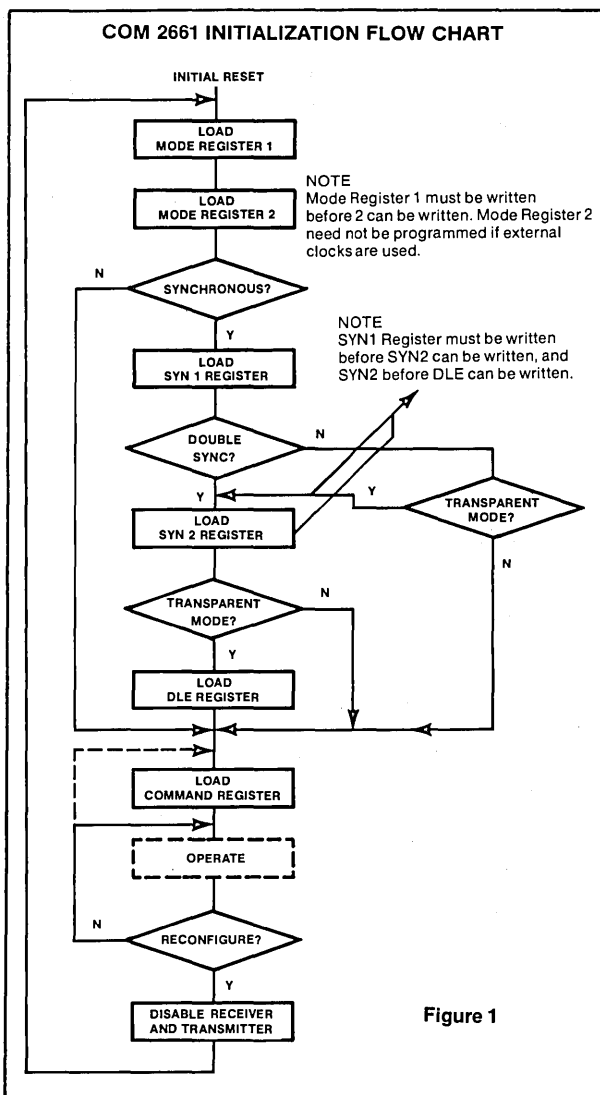 COM 2661 INITIALIZATION FLOW CHART
INITIAL RESET
LOAD
MODE REGISTER 1
LOAD
MODE REGISTER 2
NOTE
Mode Register 1 must be written
before 2 can be written. Mode Register 2
need not be programmed if external
clocks are used.
N
SYNCHRONOUS?
Y
NOTE
SYN1 Register must be written
before SYN2 can be written, and
SYN2 before DLE can be written.
LOAD
SYN 1 REGISTER
DOUBLE
SYNC?
N
Y
Y
TRANSPARENT
MODE?
LOAD
SYN 2 REGISTER
N
TRANSPARENT
MODE?
N
Y
LOAD
DLE REGISTER
LOAD
COMMAND REGISTER
OPERATE
N
RECONFIGURE?
Y
DISABLE RECEIVER
AND TRANSMITTER
Figure 1